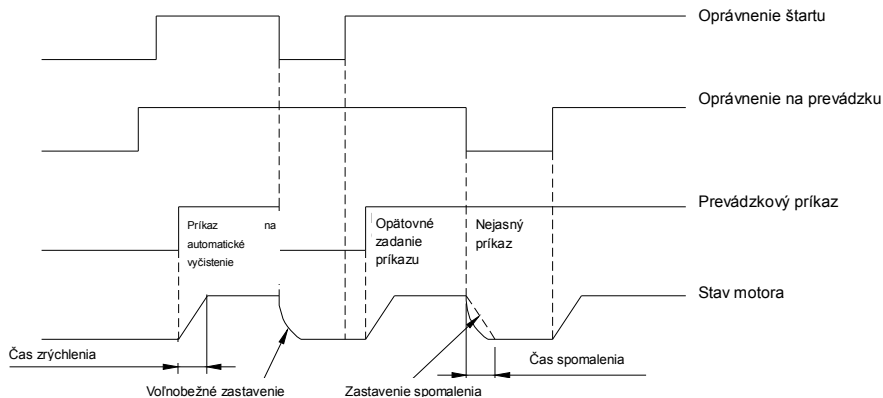 Oprávnenie štartu
Oprávnenie na prevádzku
Prevádzkový príkaz
Príkaz na
automatické
vyčistenie
Opätovné
zadanie
príkazu
Nejasný
príkaz
Stav motora
Čas zrýchlenia
Čas spomalenia
Voľnobežné zastavenie
Zastavenie spomalenia